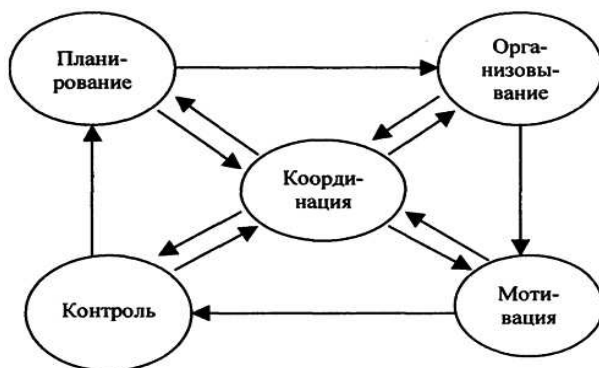 Плани-
рование
Орга-
низовы-
вание
Коорди-
нация
Контроль
Моти-
вация